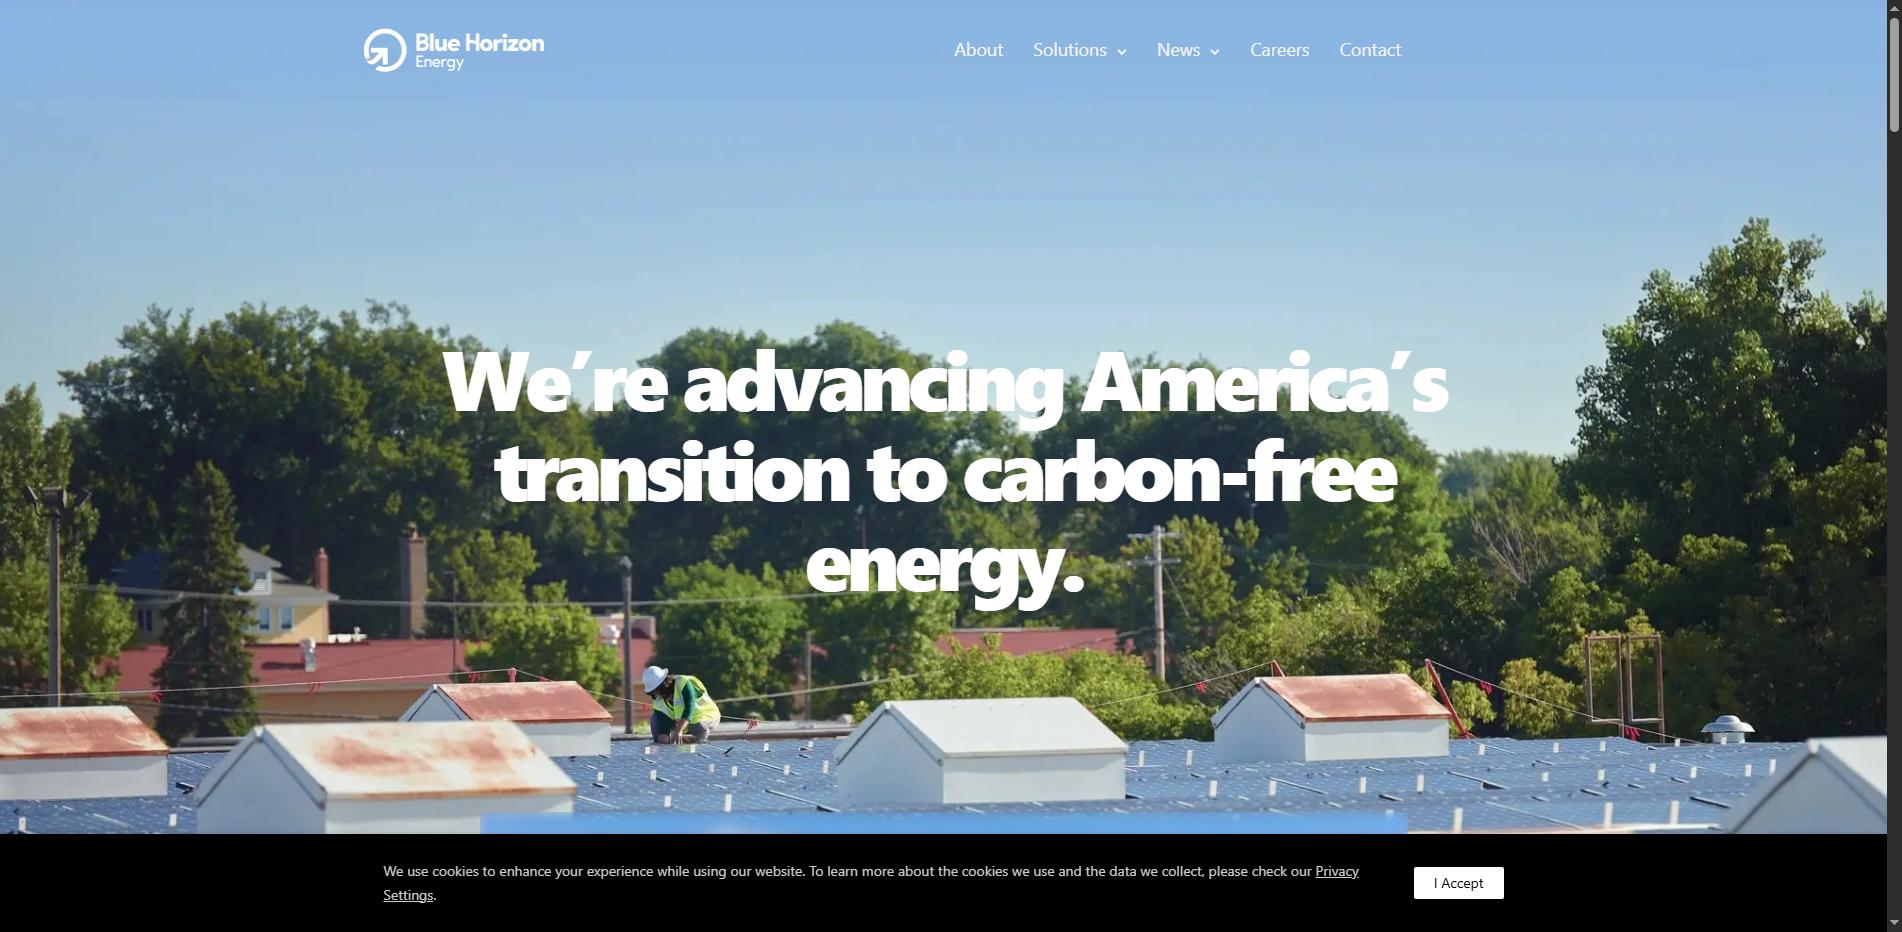 Blue Horizon
Energy
About Solutions News Careers Contact
We’re advancing America’s
transition to carbon-free
energy.
We use cookies to enhance your experience while using our website. To learn more about the cookies we use and the data we collect, please check our Privacy
Settings.
I Accept